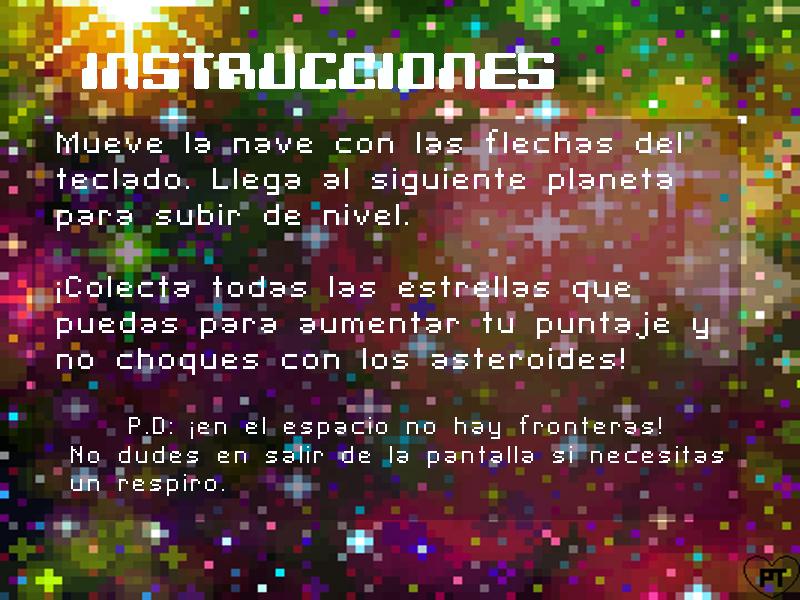 INSTRUCCIONES
Mueve la nave con las flechas del
teclado. Llega al siguiente planeta
para subir de nivel.
¡Colecta todas las estrellas que
puedas para aumentar tu puntaje y
no choques con los asteroides!
P.D: ¡en el espacio no hay fronteras!
No dudes en salir de la pantalla si necesitas
un respiro.
PT